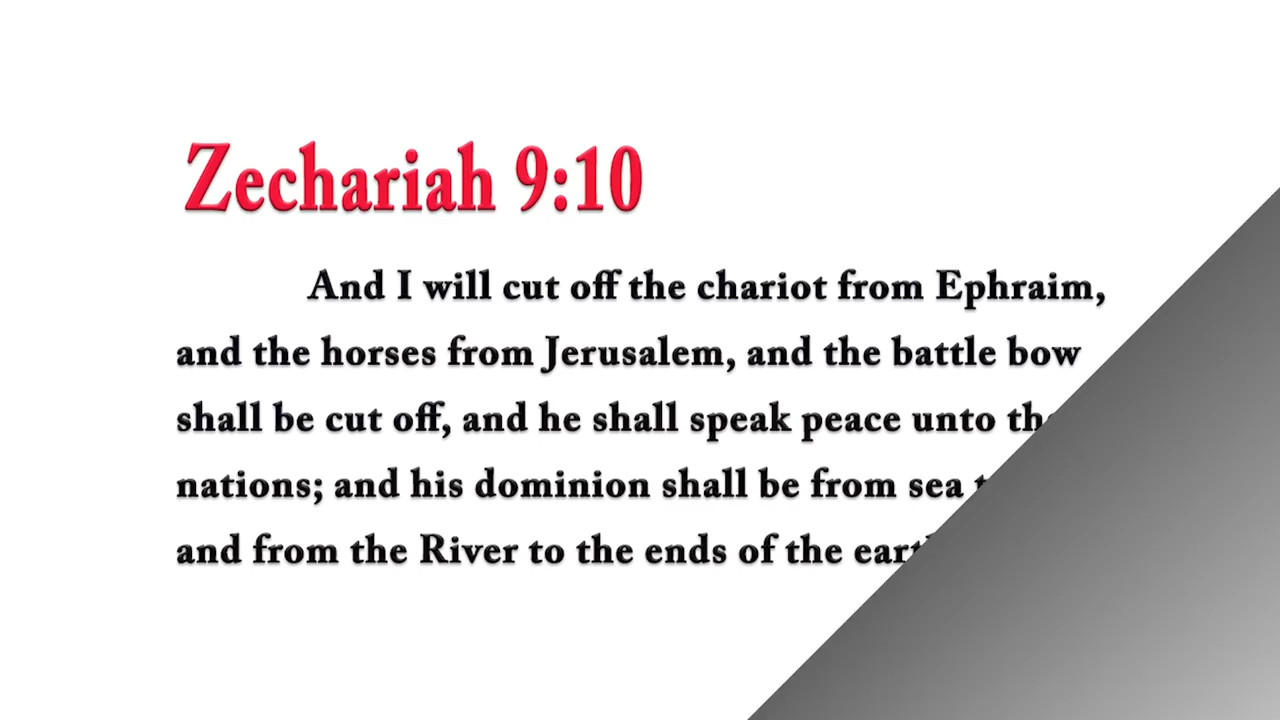 Zechariah 9:10
And I will cut off the chariot from Ephraim,
and the horses from Jerusalem, and the battle bow
shall be cut off, and he shall speak peace unto the
nations; and his dominion shall be from sea
and from the River to the ends of the earth